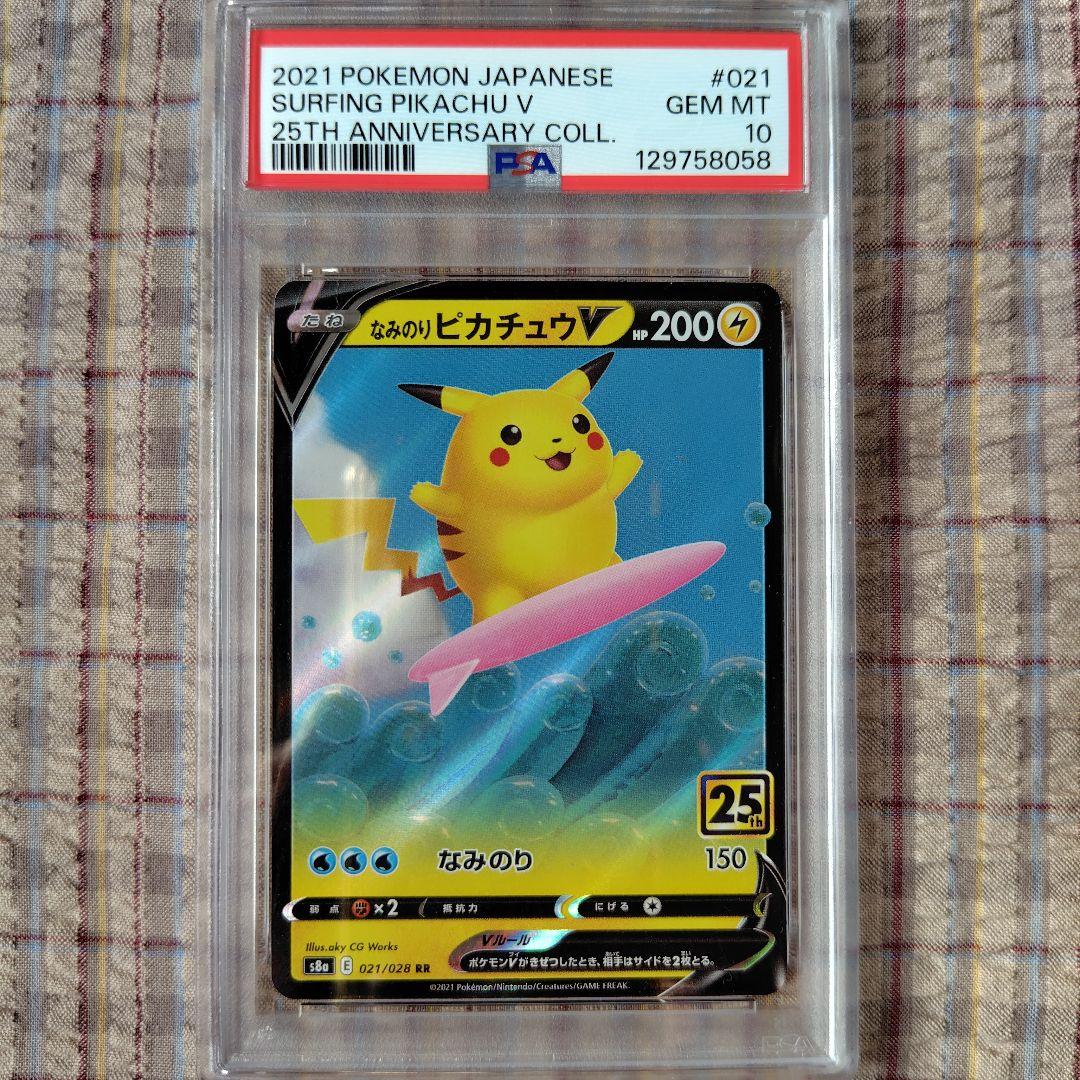 2021 POKEMON JAPANESE #021
SURFING PIKACHU V GEM MT
25TH ANNIVERSARY COLL. 10
PSA 129758058
たね なみのりピカチュウV HP 200
25th
なみのり 150
弱点 ×2 抵抗力 にげる
Illus.aky CG Works
Vルール
ポケモンVがきぜつしたとき、相手はサイドを2枚とる。
s8a E 021/028 RR
©2021 Pokémon/Nintendo/Creatures/GAME FREAK.
PSA